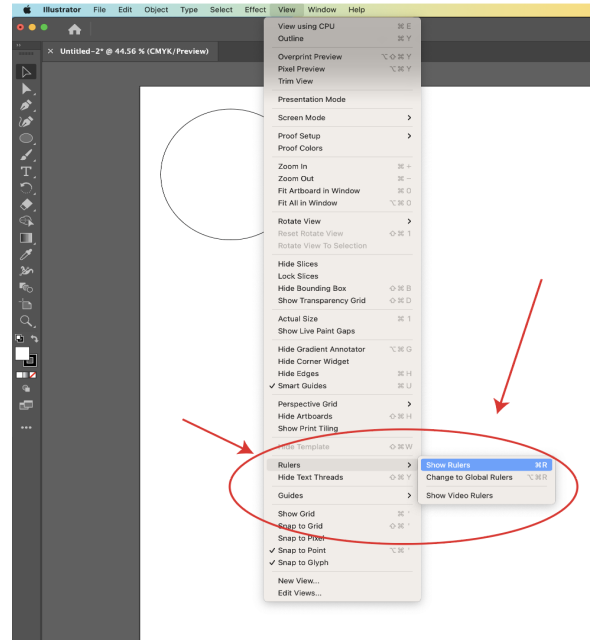 Illustrator File Edit Object Type Select Effect View Window Help
× Untitled-2* @ 44.56 % (CMYK/Preview)
View using CPU ⌘ E
Outline ⌘ Y
Overprint Preview ⌥⇧⌘ Y
Pixel Preview ⌥⌘ Y
Trim View
Presentation Mode
Screen Mode >
Proof Setup >
Proof Colors
Zoom In ⌘ +
Zoom Out ⌘ −
Fit Artboard in Window ⌘ 0
Fit All in Window ⌥⌘ 0
Rotate View >
Reset Rotate View ⇧⌘ 1
Rotate View To Selection
Hide Slices
Lock Slices
Hide Bounding Box ⇧⌘ B
Show Transparency Grid ⇧⌘ D
Actual Size ⌘ 1
Show Live Paint Gaps
Hide Gradient Annotator ⌥⌘ G
Hide Corner Widget
Hide Edges ⌘ H
✓ Smart Guides ⌘ U
Perspective Grid >
Hide Artboards ⇧⌘ H
Show Print Tiling
Hide Template ⇧⌘ W
Rulers >
Show Rulers ⌘R
Hide Text Threads ⇧⌘ Y
Change to Global Rulers ⌥⌘R
Guides >
Show Video Rulers
Show Grid ⌘ '
Snap to Grid ⇧⌘ '
Snap to Pixel
✓ Snap to Point ⌥⌘ '
✓ Snap to Glyph
New View...
Edit Views...